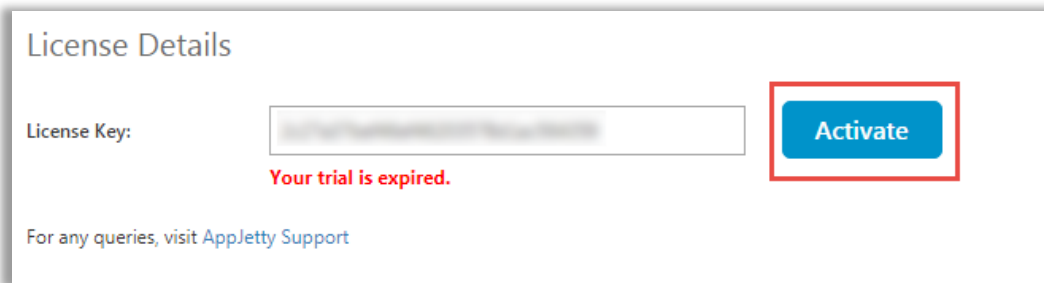 License Details
License Key:
Activate
Your trial is expired.
For any queries, visit AppJetty Support